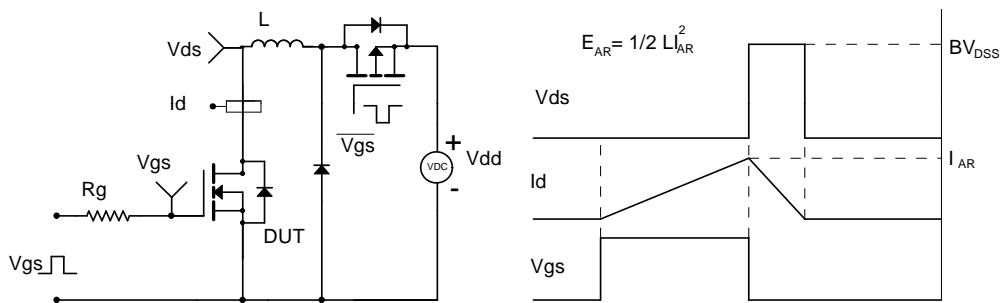 L
Vds
Id
Vgs
Vgs
Rg
DUT
Vgs
VDC
+
-
Vdd
E_AR = 1/2 LI_AR^2
Vds
BV_DSS
Id
I_AR
Vgs